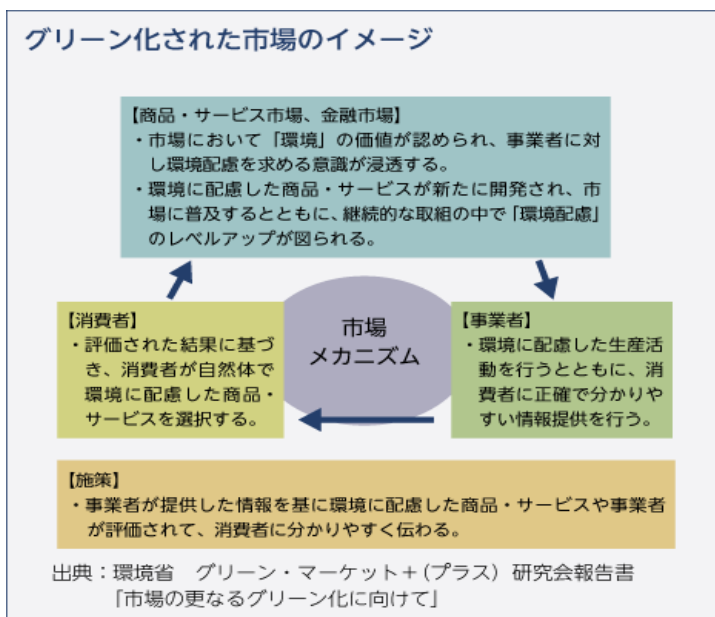 グリーン化された市場のイメージ
【商品・サービス市場、金融市場】
・市場において「環境」の価値が認められ、事業者に対
し環境配慮を求める意識が浸透する。
・環境に配慮した商品・サービスが新たに開発され、市
場に普及するとともに、継続的な取組の中で「環境配慮」
のレベルアップが図られる。
【消費者】
・評価された結果に基づ
き、消費者が自然体で
環境に配慮した商品・
サービスを選択する。
市場
メカニズム
【事業者】
・環境に配慮した生産活
動を行うとともに、消
費者に正確で分かりや
すい情報提供を行う。
【施策】
・事業者が提供した情報を基に環境に配慮した商品・サービスや事業者
が評価されて、消費者に分かりやすく伝わる。
出典：環境省　グリーン・マーケット＋(プラス）研究会報告書
「市場の更なるグリーン化に向けて」